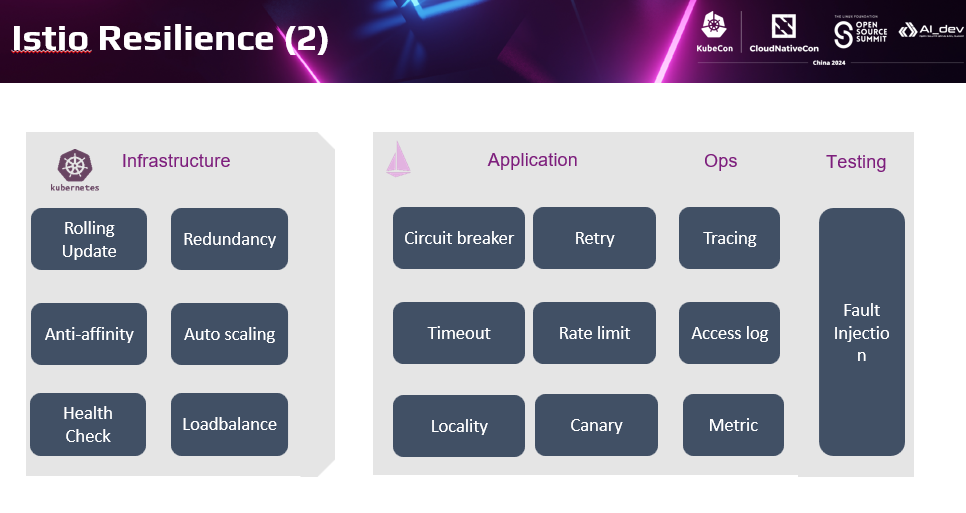 Istio Resilience (2)
KubeCon
CloudNativeCon
THE LINUX FOUNDATION
OPEN
SOURCE
SUMMIT
AI_dev
China 2024
kubernetes
Infrastructure
Rolling
Update
Redundancy
Anti-affinity
Auto scaling
Health
Check
Loadbalance
Application
Ops
Testing
Circuit breaker
Retry
Tracing
Timeout
Rate limit
Access log
Locality
Canary
Metric
Fault
Injectio
n